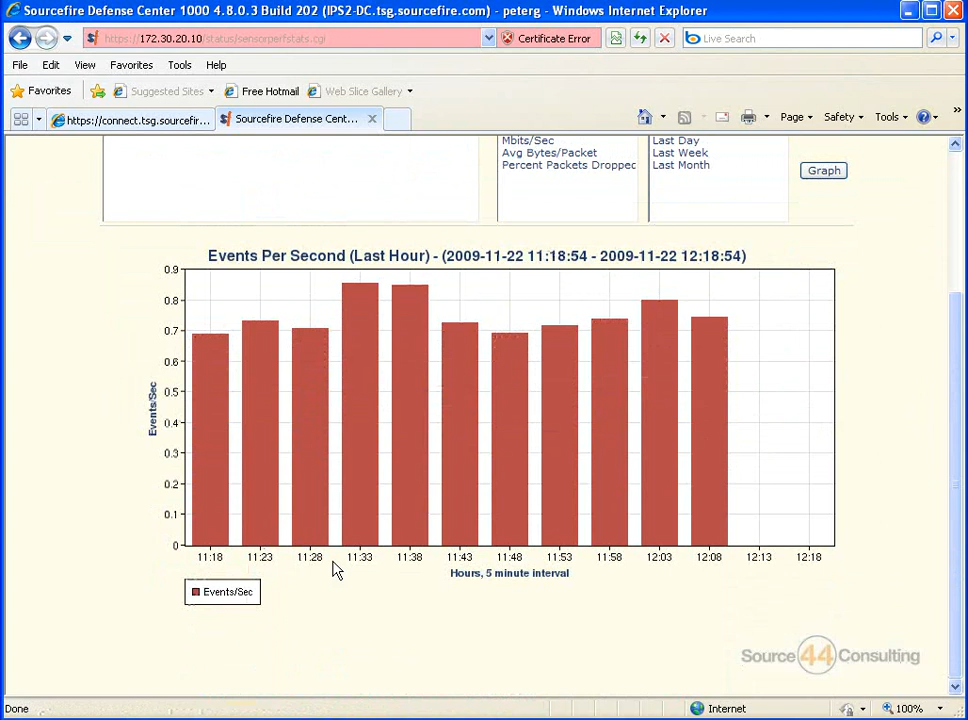 Sourcefire Defense Center 1000 4.8.0.3 Build 202 (IPS2-DC.tsg.sourcefire.com) - peterg - Windows Internet Explorer
https://172.30.20.10/status/sensorperfstats.cgi
Certificate Error
Live Search
File Edit View Favorites Tools Help
Favorites Suggested Sites Free Hotmail Web Slice Gallery
https://connect.tsg.sourcefir... Sourcefire Defense Cent... Page Safety Tools
Mbits/Sec
Avg Bytes/Packet
Percent Packets Dropped
Last Day
Last Week
Last Month
Graph
Events Per Second (Last Hour) - (2009-11-22 11:18:54 - 2009-11-22 12:18:54)
0.9
0.8
0.7
0.6
0.5
0.4
0.3
0.2
0.1
0
Events/Sec
11:18 11:23 11:28 11:33 11:38 11:43 11:48 11:53 11:58 12:03 12:08 12:13 12:18
Hours, 5 minute interval
Events/Sec
Source 44 Consulting
Done Internet 100%